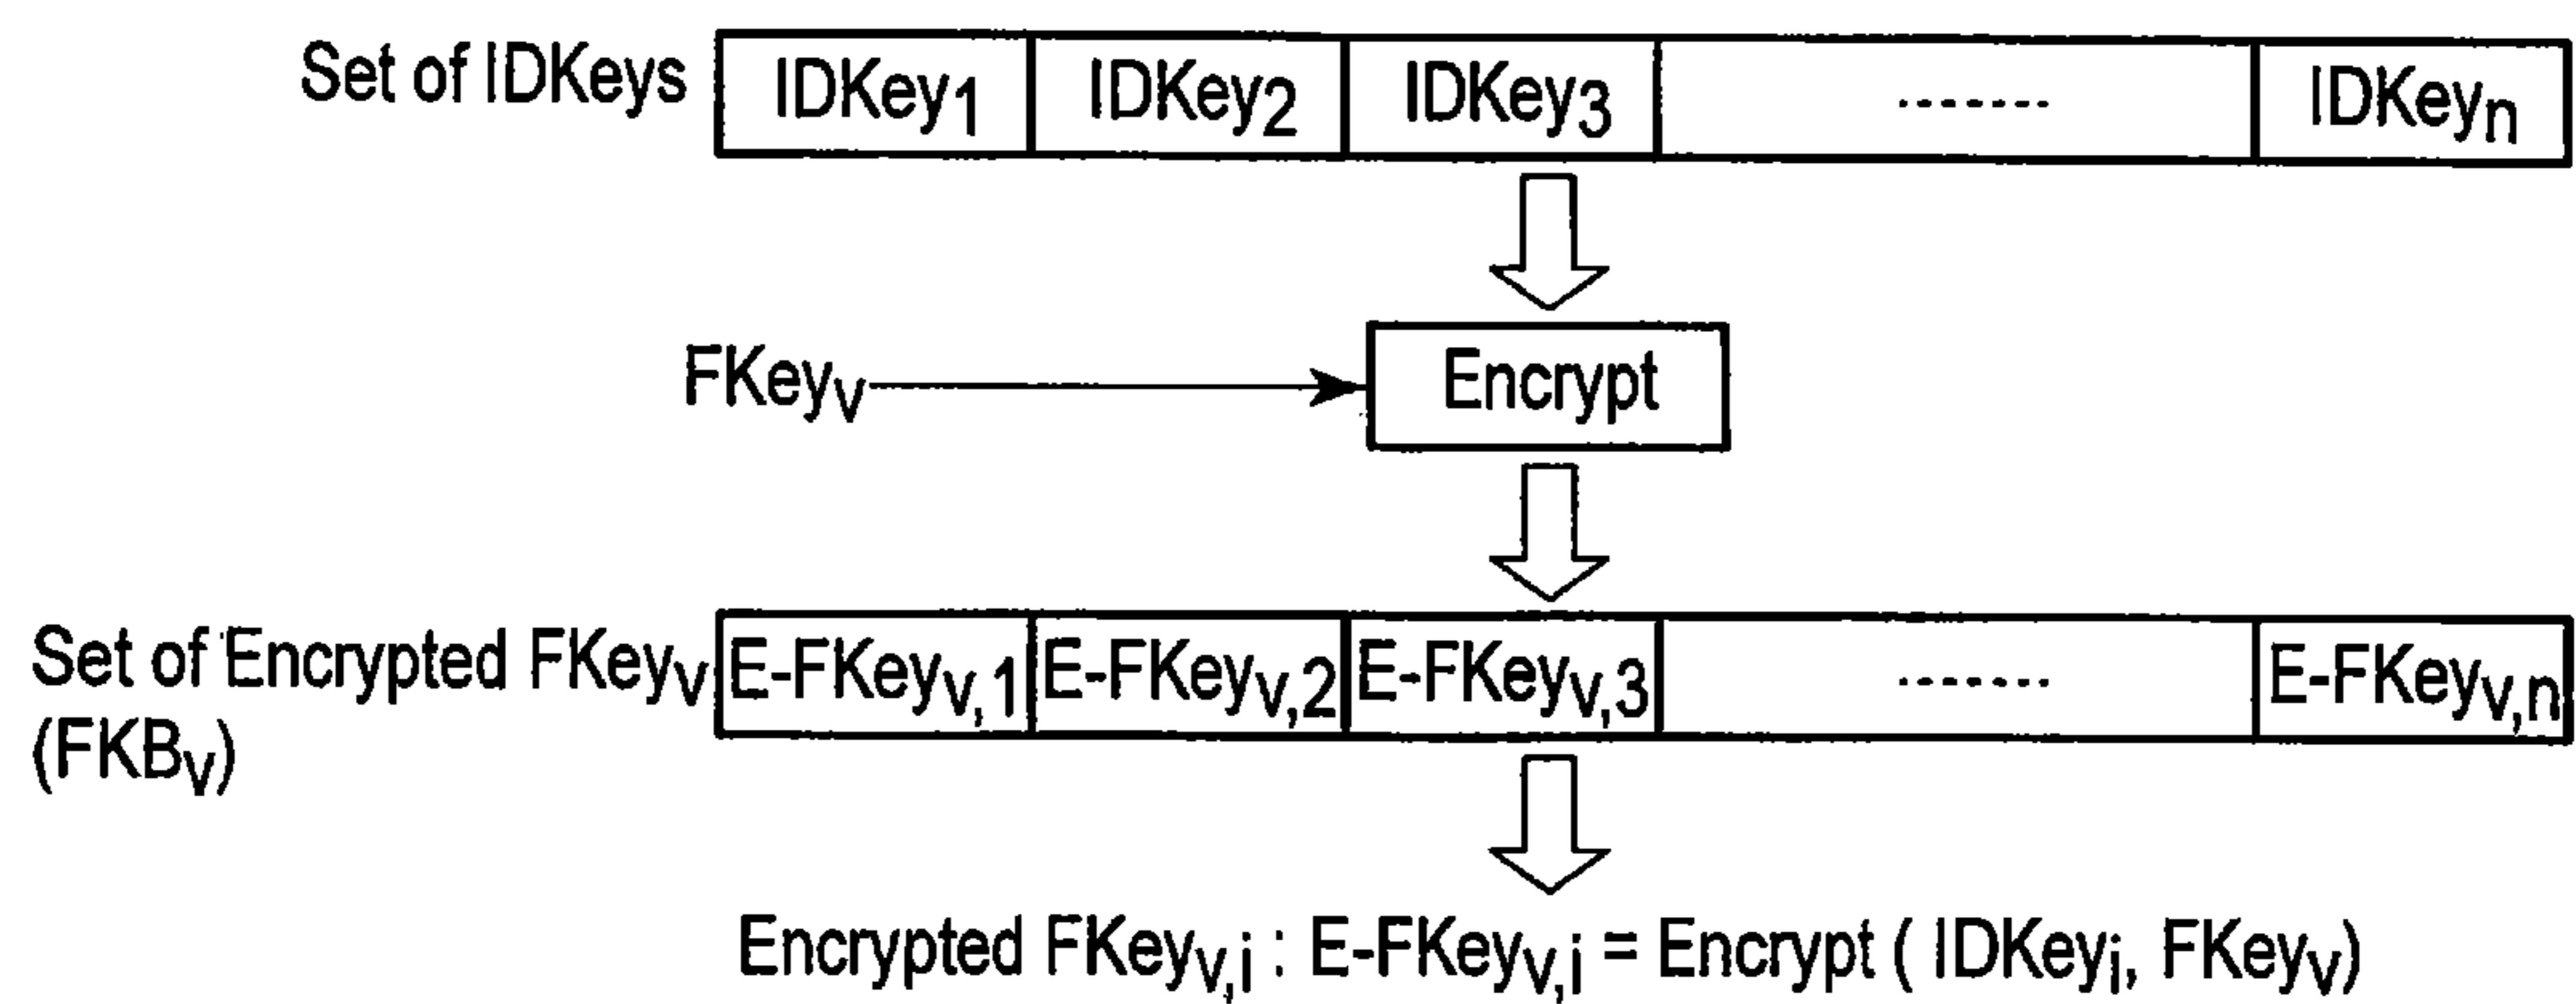 Set of IDKeys IDKey1 IDKey2 IDKey3 ....... IDKeyn
FKeyv Encrypt
Set of Encrypted FKeyv E-FKeyv,1 E-FKeyv,2 E-FKeyv,3 ....... E-FKeyv,n
(FKBv)
Encrypted FKeyv,i : E-FKeyv,i = Encrypt ( IDKeyi, FKeyv)